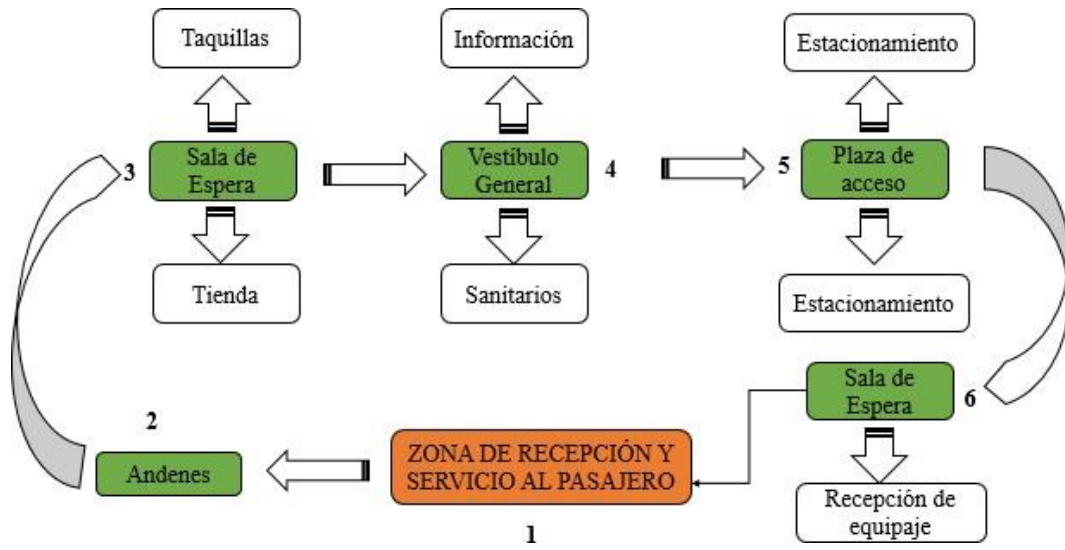 Taquillas
Información
Estacionamiento
3
Sala de
Espera
Vestíbulo
General
4
5
Plaza de
acceso
Tienda
Sanitarios
Estacionamiento
Sala de
Espera
6
2
Andenes
ZONA DE RECEPCIÓN Y
SERVICIO AL PASAJERO
1
Recepción de
equipaje